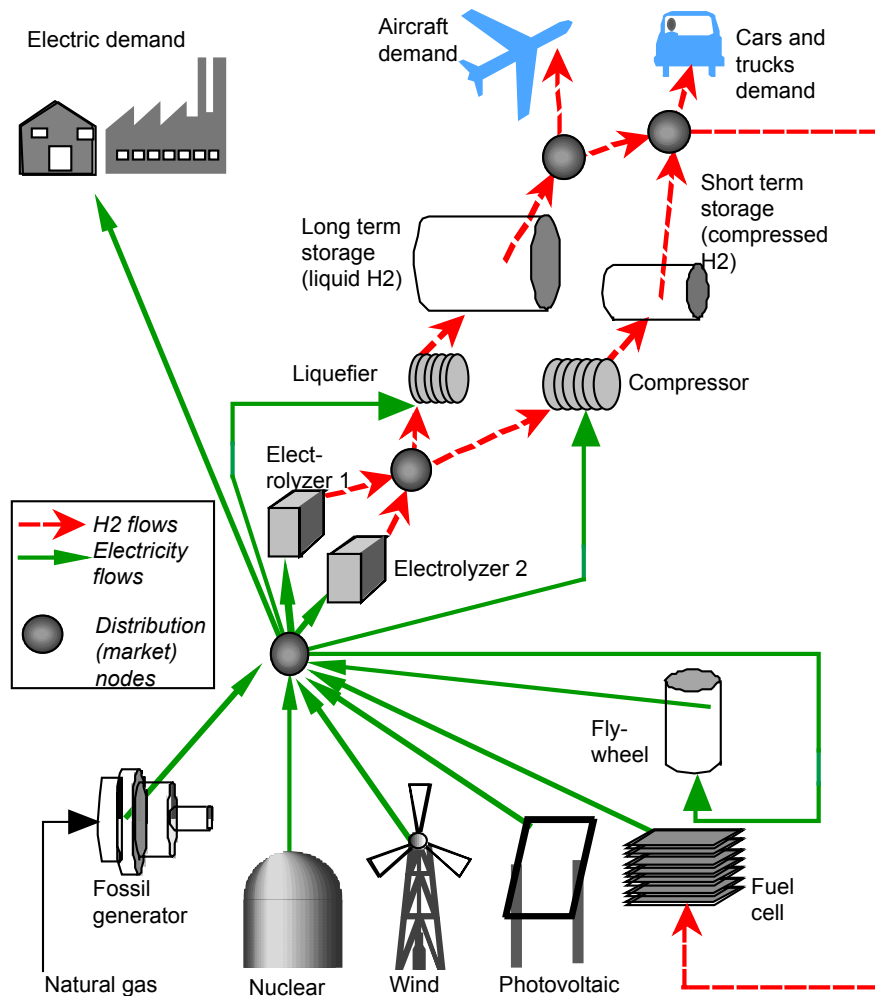 Electric demand
Aircraft
demand
Cars and
trucks
demand
Long term
storage
(liquid H2)
Short term
storage
(compressed
H2)
Liquefier
Compressor
Elect-
rolyzer 1
Electrolyzer 2
H2 flows
Electricity
flows
Distribution
(market)
nodes
Fly-
wheel
Fossil
generator
Fuel
cell
Natural gas
Nuclear
Wind
Photovoltaic